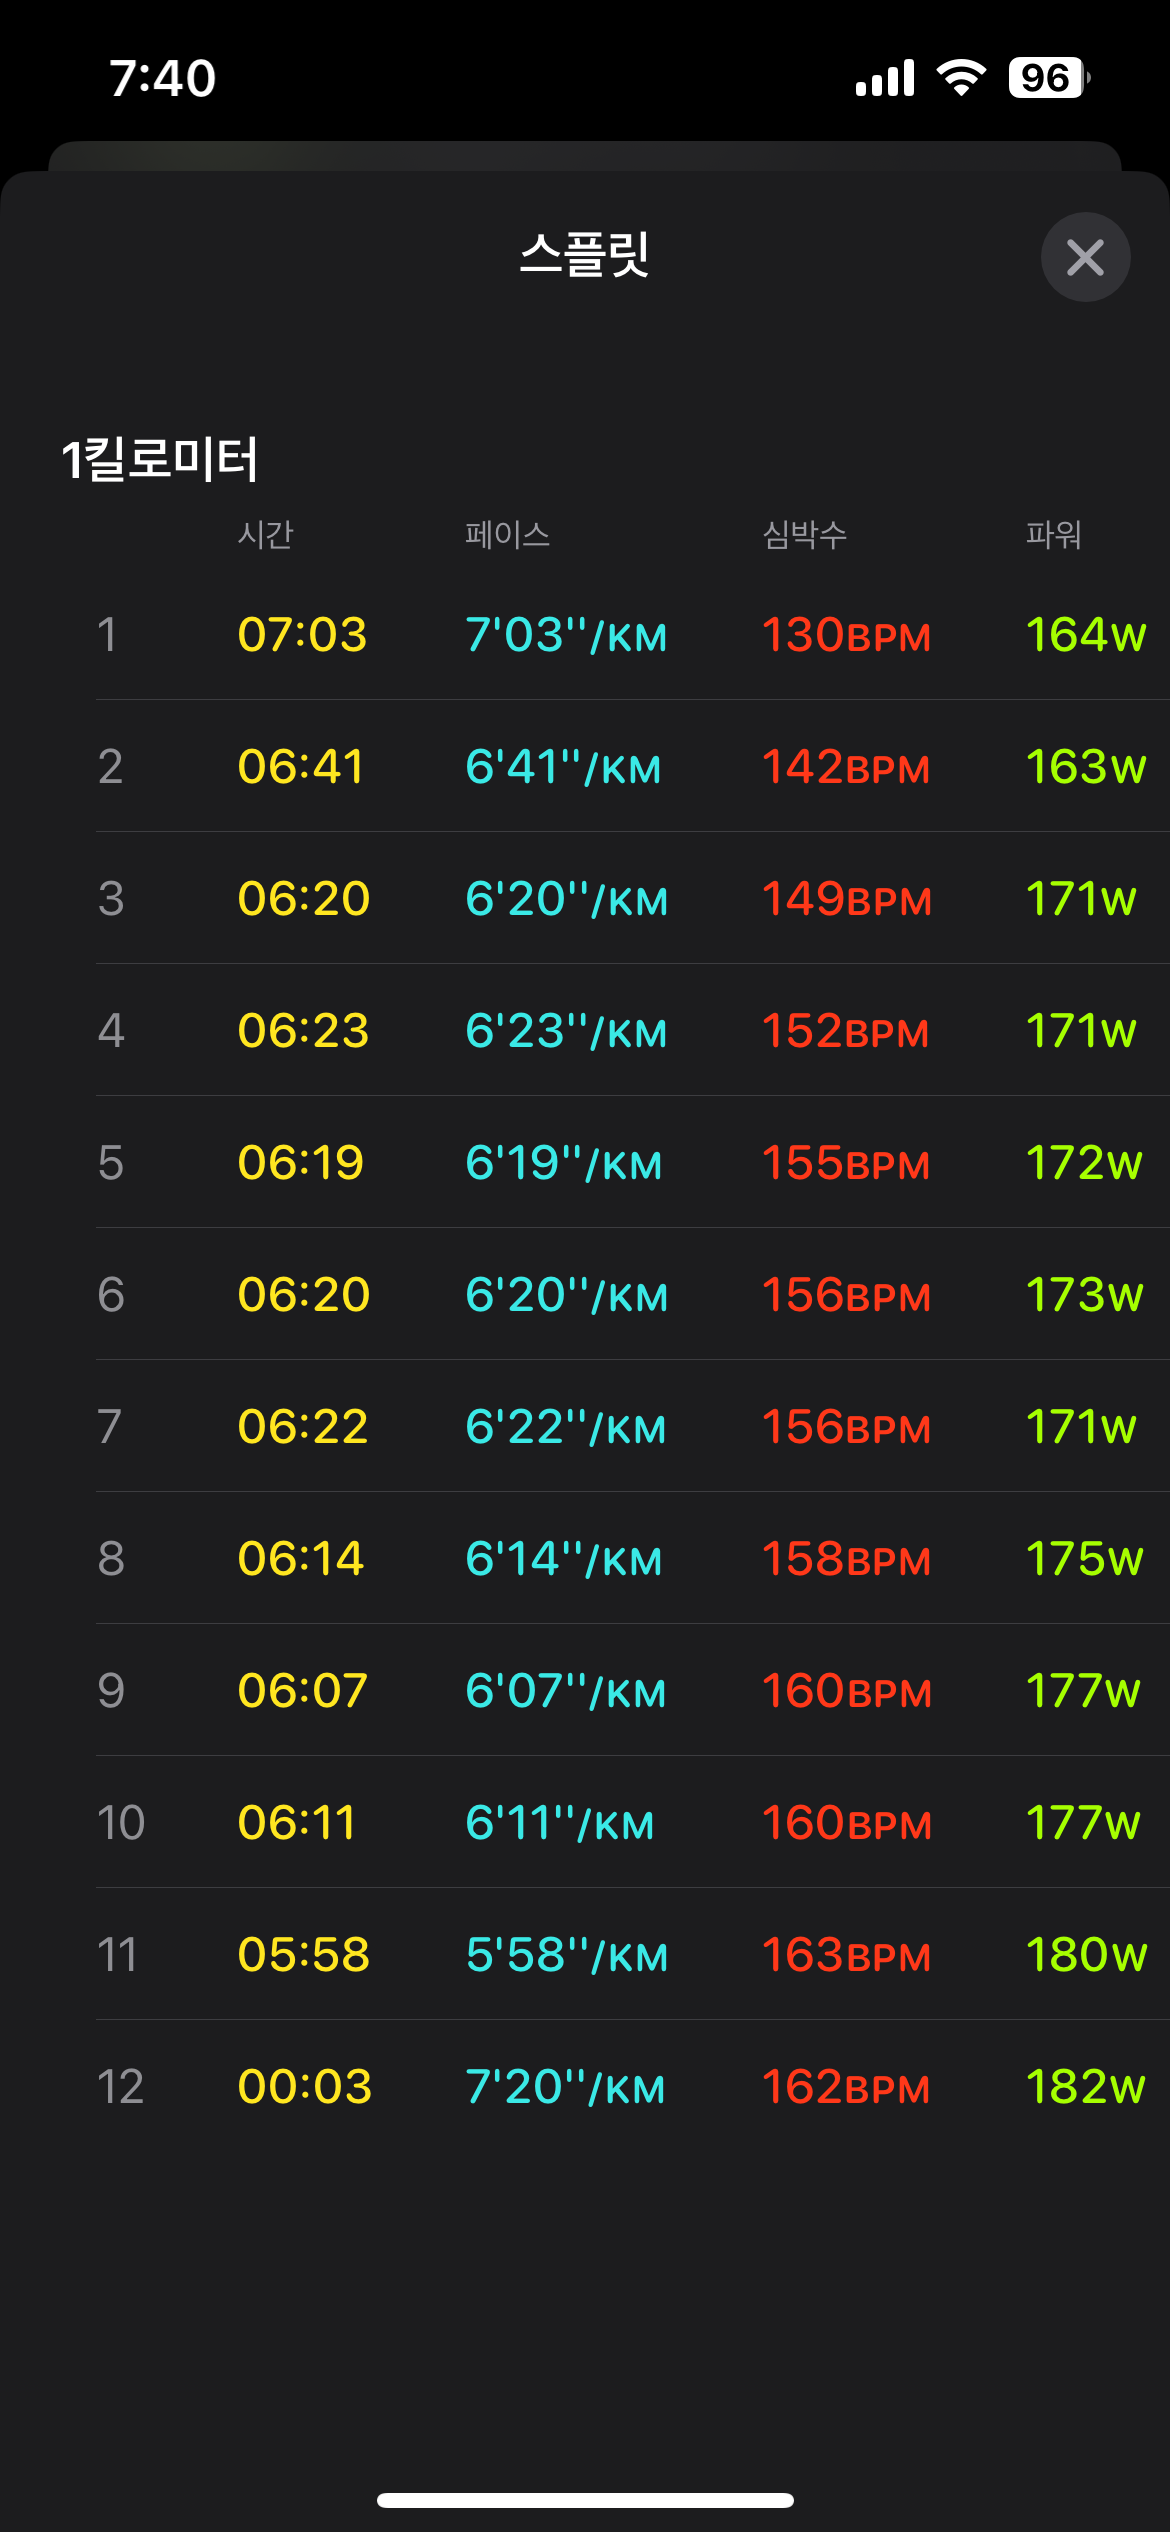 7:40 96
스플릿
1킬로미터
시간 페이스 심박수 파워
1 07:03 7'03''/KM 130BPM 164W
2 06:41 6'41''/KM 142BPM 163W
3 06:20 6'20''/KM 149BPM 171W
4 06:23 6'23''/KM 152BPM 171W
5 06:19 6'19''/KM 155BPM 172W
6 06:20 6'20''/KM 156BPM 173W
7 06:22 6'22''/KM 156BPM 171W
8 06:14 6'14''/KM 158BPM 175W
9 06:07 6'07''/KM 160BPM 177W
10 06:11 6'11''/KM 160BPM 177W
11 05:58 5'58''/KM 163BPM 180W
12 00:03 7'20''/KM 162BPM 182W